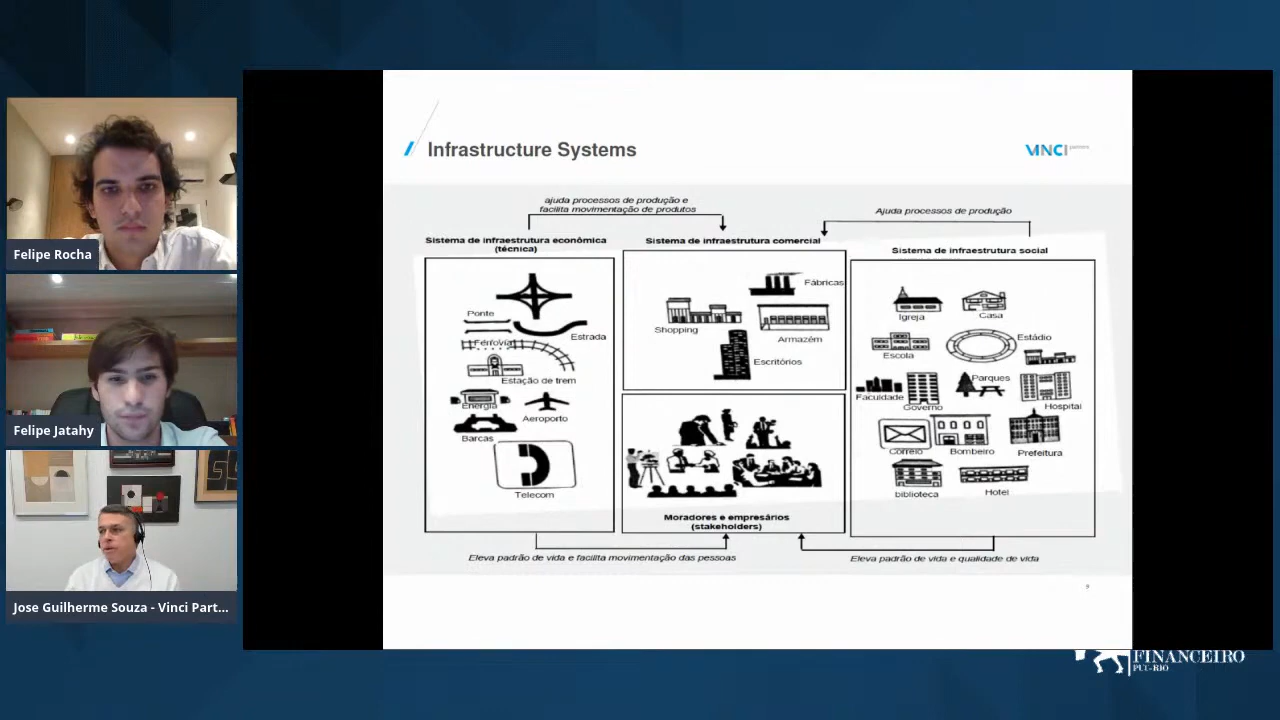 Felipe Rocha
Felipe Jatahy
Jose Guilherme Souza - Vinci Part...
Infrastructure Systems
VINCI partners
ajuda processos de produção e
facilita movimentação de produtos
Ajuda processos de produção
Sistema de infraestrutura econômica
(técnica)
Sistema de infraestrutura comercial
Sistema de infraestrutura social
Ponte
Estrada
Ferrovia
Estação de trem
Energia
Aeroporto
Barcas
Telecom
Fábricas
Shopping
Armazém
Escritórios
Moradores e empresários
(stakeholders)
Igreja
Casa
Estádio
Escola
Parques
Faculdade
Governo
Hospital
Correio
Bombeiro
Prefeitura
biblioteca
Hotel
Eleva padrão de vida e facilita movimentação das pessoas
Eleva padrão de vida e qualidade de vida
9
FINANCEIRO
PUC-RIO